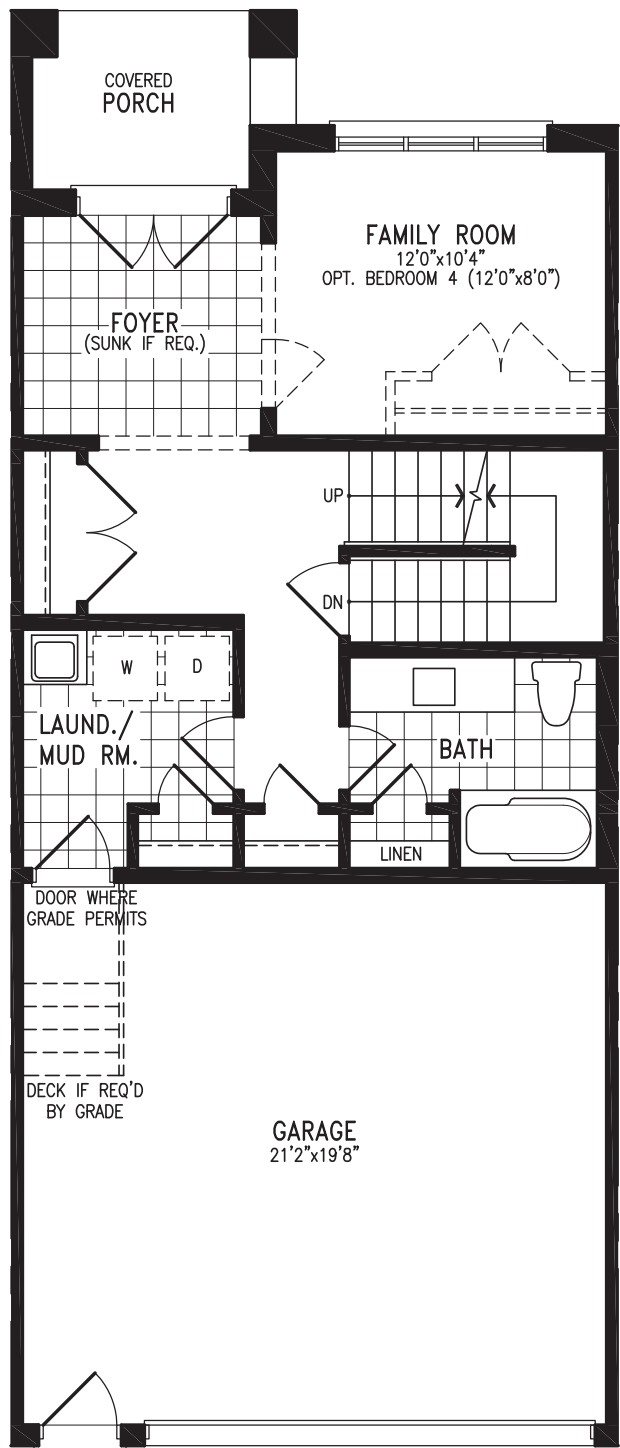 COVERED
PORCH
FAMILY ROOM
12'0"x10'4"
OPT. BEDROOM 4 (12'0"x8'0")
FOYER
(SUNK IF REQ.)
UP
DN
W
D
LAUND./
MUD RM.
BATH
LINEN
DOOR WHERE
GRADE PERMITS
DECK IF REQ'D
BY GRADE
GARAGE
21'2"x19'8"